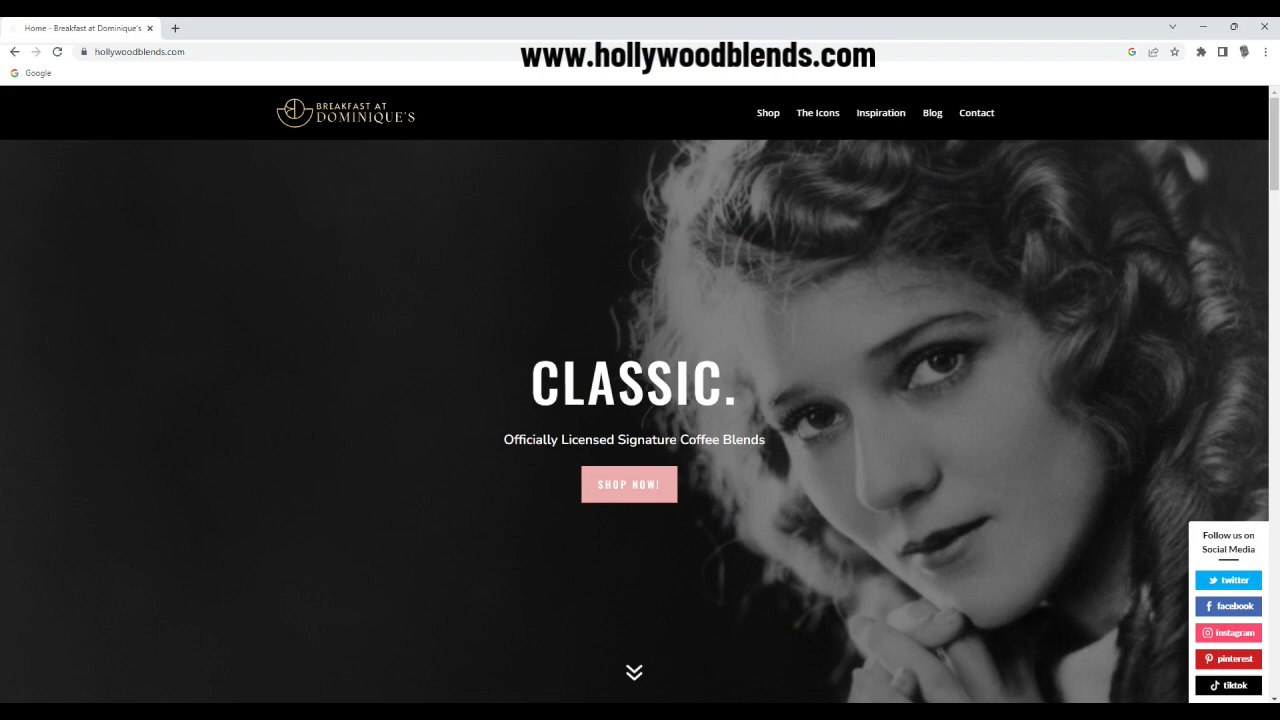 Home - Breakfast at Dominique's
hollywoodblends.com
www.hollywoodblends.com
Google
BREAKFAST AT
DOMINIQUE'S
Shop
The Icons
Inspiration
Blog
Contact
CLASSIC.
Officially Licensed Signature Coffee Blends
SHOP NOW!
Follow us on
Social Media
twitter
facebook
instagram
pinterest
tiktok